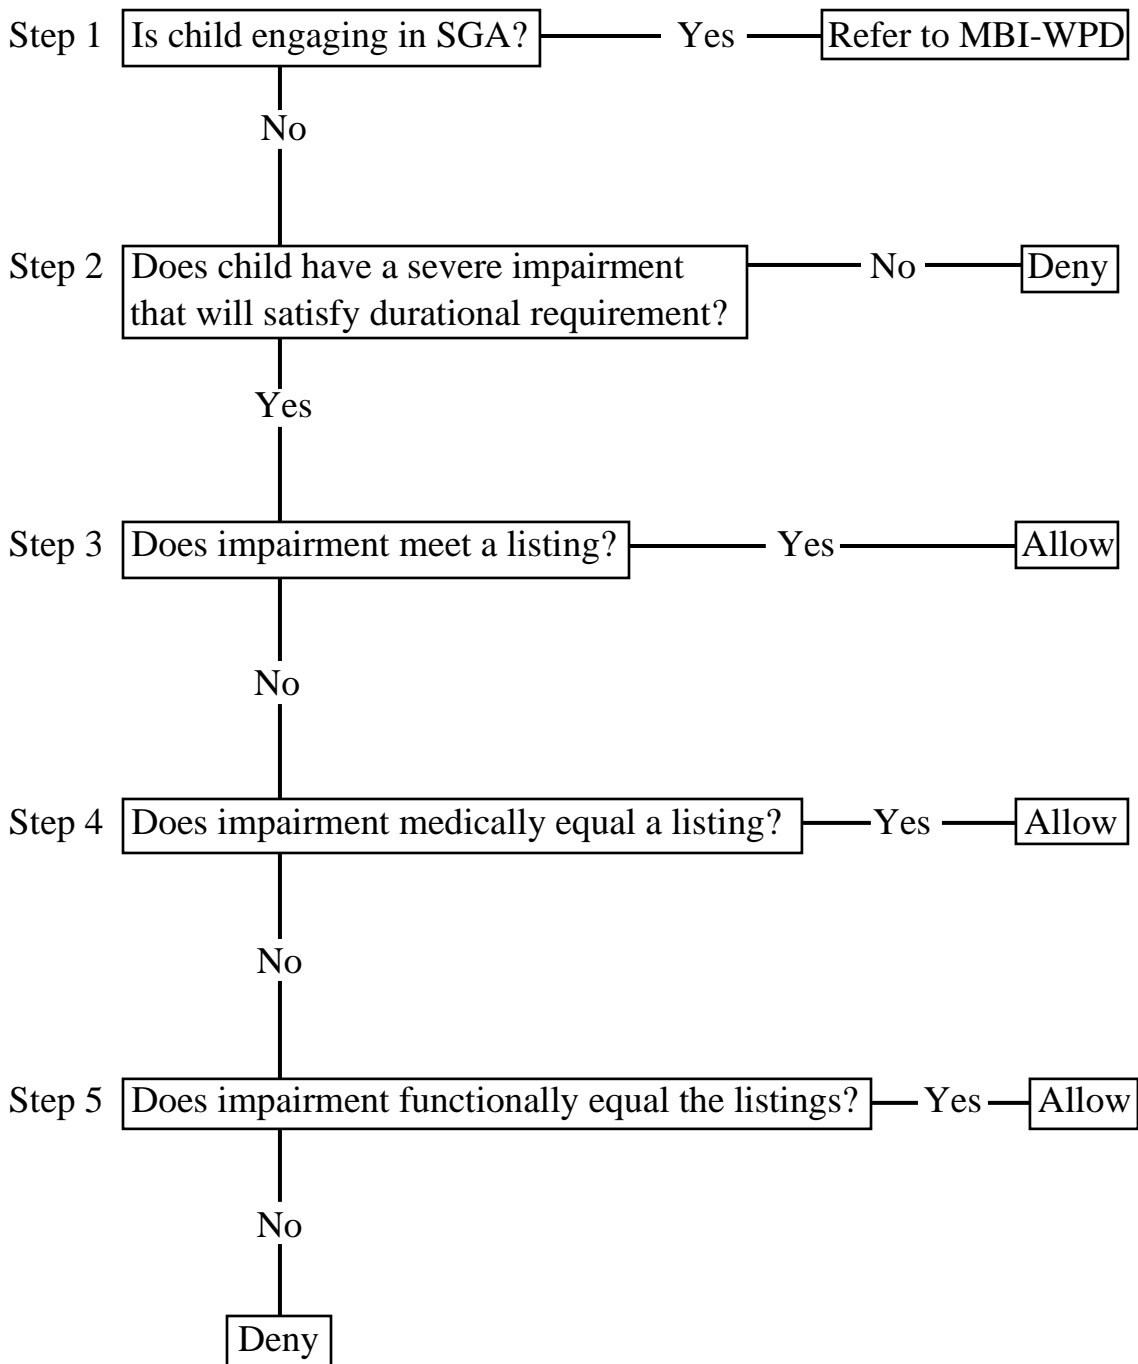 Step 1 Is child engaging in SGA? Yes Refer to MBI-WPD
No
Step 2 Does child have a severe impairment No Deny
that will satisfy durational requirement?
Yes
Step 3 Does impairment meet a listing? Yes Allow
No
Step 4 Does impairment medically equal a listing? Yes Allow
No
Step 5 Does impairment functionally equal the listings? Yes Allow
No
Deny